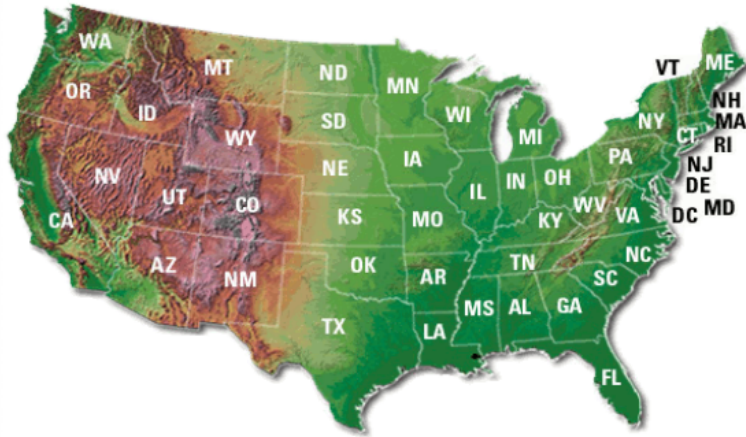 WA
MT
ND
MN
VT
ME
OR
ID
SD
WI
MI
NY
NH
MA
CT
RI
WY
NE
IA
PA
NJ
DE
NV
UT
CO
IL
IN
OH
WV
MD
DC
CA
KS
MO
KY
VA
AZ
NM
OK
AR
TN
NC
SC
TX
LA
MS
AL
GA
FL